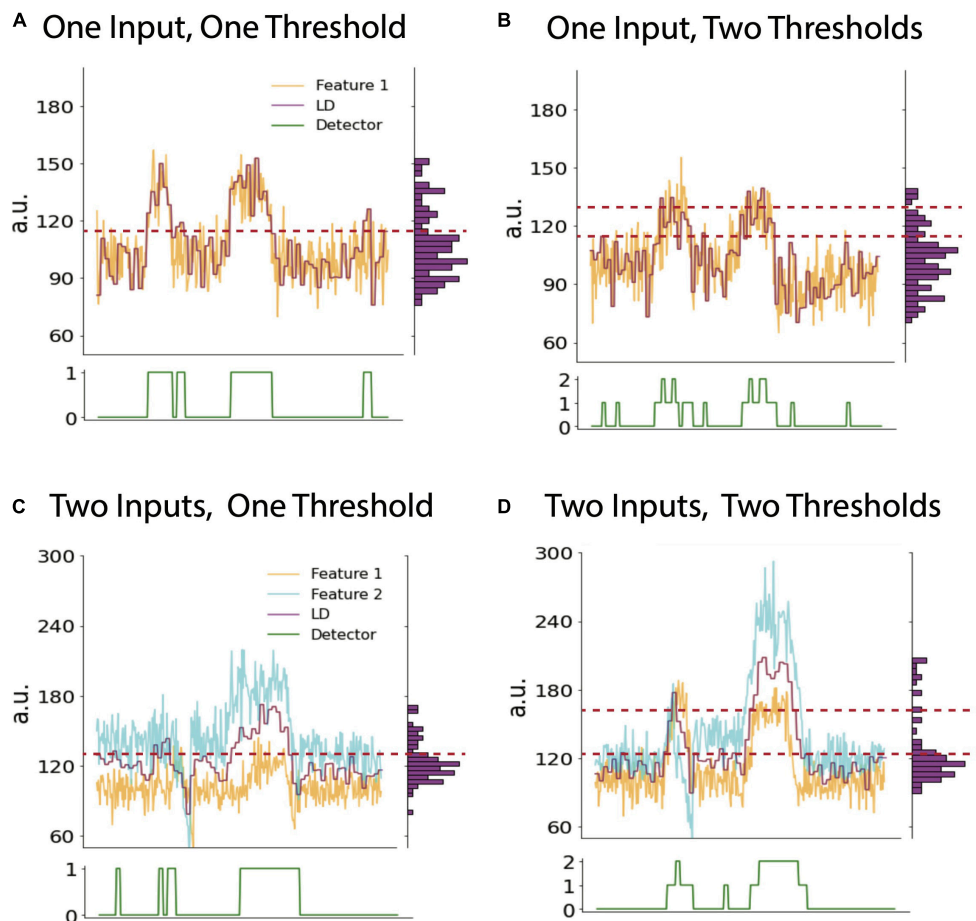 A One Input, One Threshold
180
150
120
90
60
a.u.
Feature 1
LD
Detector
1
0
B One Input, Two Thresholds
180
150
120
90
60
a.u.
2
1
0
C Two Inputs, One Threshold
300
240
180
120
60
a.u.
Feature 1
Feature 2
LD
Detector
1
0
D Two Inputs, Two Thresholds
300
240
180
120
60
a.u.
2
1
0